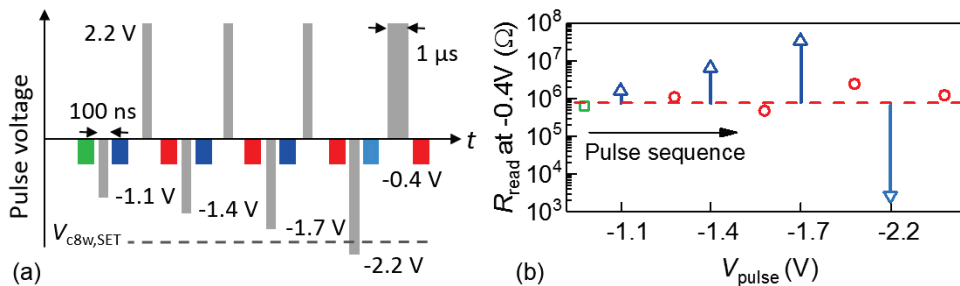 2.2 V
1 µs
100 ns
t
Pulse voltage
-1.1 V
-1.4 V
-1.7 V
-0.4 V
-2.2 V
Vc8w,SET
(a)
10⁸
10⁷
10⁶
10⁵
10⁴
10³
Rread at -0.4V (Ω)
Pulse sequence
-1.1
-1.4
-1.7
-2.2
Vpulse (V)
(b)